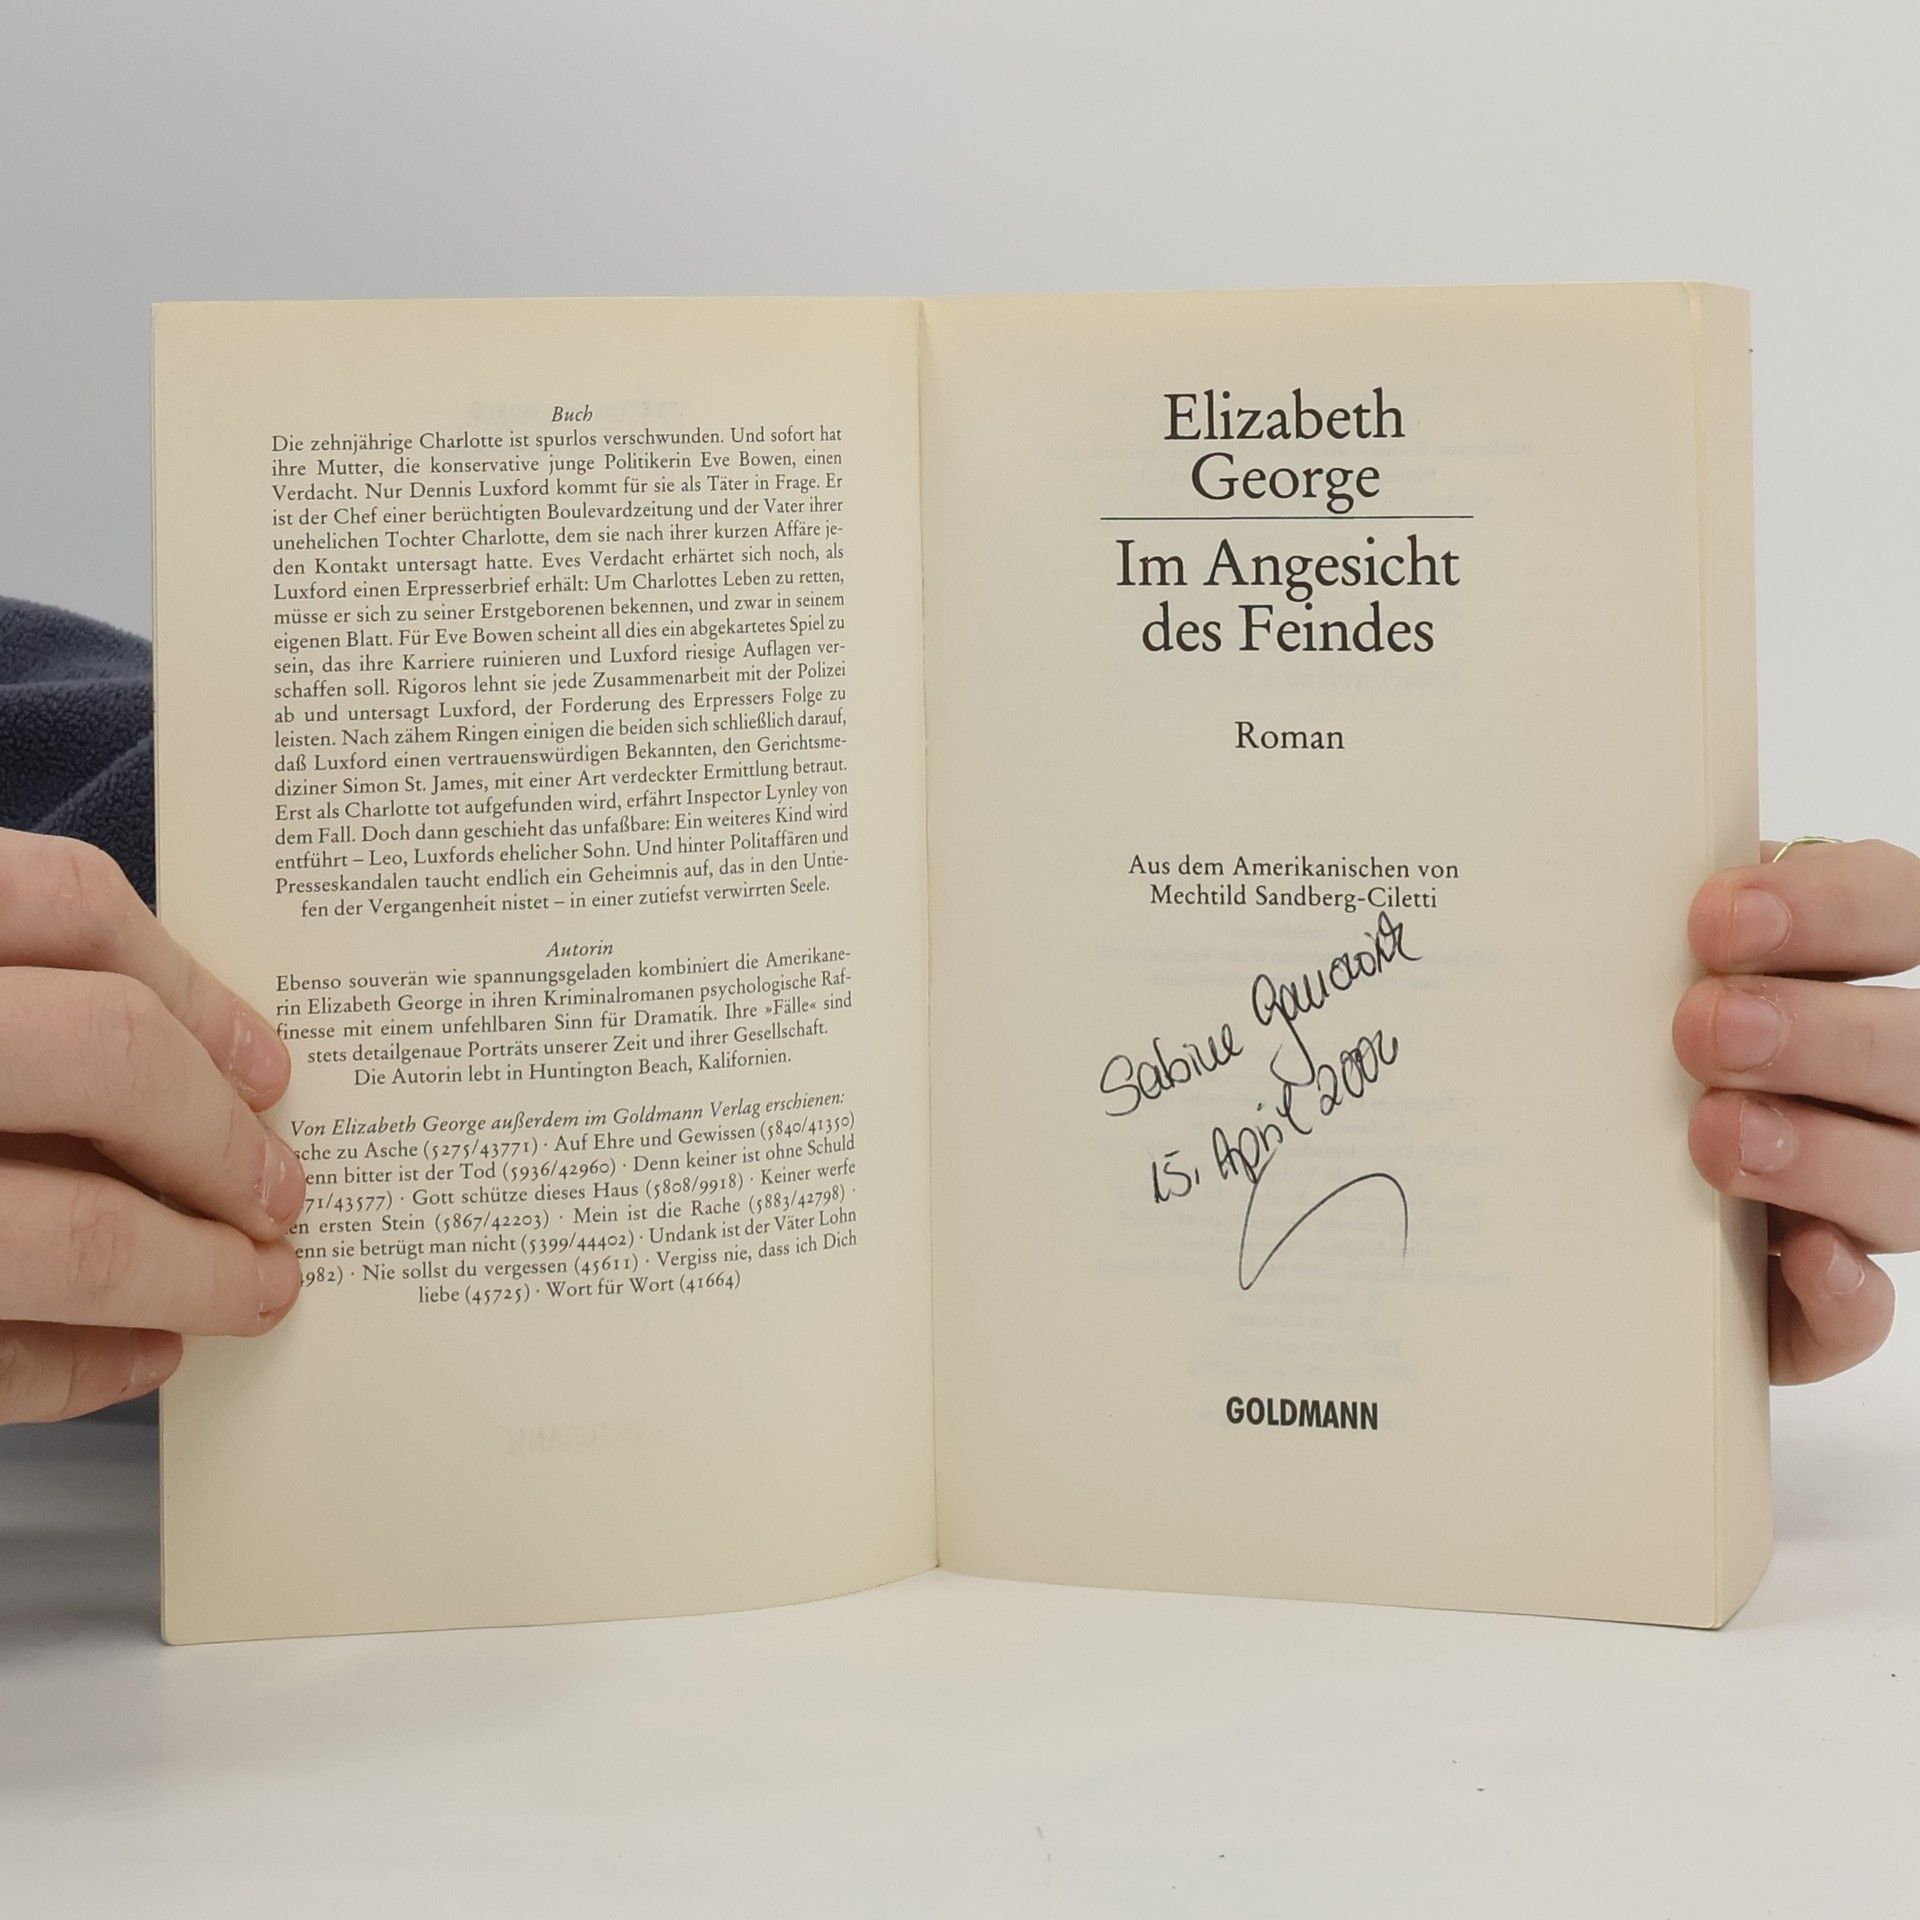 Buch
Die zehnjährige Charlotte ist spurlos verschwunden. Und sofort hat
ihre Mutter, die konservative junge Politikerin Eve Bowen, einen
Verdacht. Nur Dennis Luxford kommt für sie als Täter in Frage. Er
ist der Chef einer berüchtigten Boulevardzeitung und der Vater ihrer
unehelichen Tochter Charlotte, dem sie nach ihrer kurzen Affäre je-
den Kontakt untersagt hatte. Eves Verdacht erhärtet sich noch, als
Luxford einen Erpresserbrief erhält: Um Charlottes Leben zu retten,
müsse er sich zu seiner Erstgeborenen bekennen, und zwar in seinem
eigenen Blatt. Für Eve Bowen scheint all dies ein abgekartetes Spiel zu
sein, das ihre Karriere ruinieren und Luxford riesige Auflagen ver-
schaffen soll. Rigoros lehnt sie jede Zusammenarbeit mit der Polizei
ab und untersagt Luxford, der Forderung des Erpressers Folge zu
leisten. Nach zähem Ringen einigen die beiden sich schließlich darauf,
daß Luxford einen vertrauenswürdigen Bekannten, den Gerichtsme-
diziner Simon St. James, mit einer Art verdeckter Ermittlung betraut.
Erst als Charlotte tot aufgefunden wird, erfährt Inspector Lynley von
dem Fall. Doch dann geschieht das unfaßbare: Ein weiteres Kind wird
entführt – Leo, Luxfords ehelicher Sohn. Und hinter Politaffären und
Presseskandalen taucht endlich ein Geheimnis auf, das in den Untie-
fen der Vergangenheit nistet – in einer zutiefst verwirrten Seele.
Autorin
Ebenso souverän wie spannungsgeladen kombiniert die Amerikane-
rin Elizabeth George in ihren Kriminalromanen psychologische Raf-
finesse mit einem unfehlbaren Sinn für Dramatik. Ihre »Fälle« sind
stets detailgenaue Porträts unserer Zeit und ihrer Gesellschaft.
Die Autorin lebt in Huntington Beach, Kalifornien.
Von Elizabeth George außerdem im Goldmann Verlag erschienen:
sche zu Asche (5275/43771) · Auf Ehre und Gewissen (5840/41350)
enn bitter ist der Tod (5936/42960) · Denn keiner ist ohne Schuld
71/43577) · Gott schütze dieses Haus (5808/9918) · Keiner werfe
en ersten Stein (5867/42203) · Mein ist die Rache (5883/42798) ·
enn sie betrügt man nicht (5399/44402) · Undank ist der Väter Lohn
4982) · Nie sollst du vergessen (45611) · Vergiss nie, dass ich Dich
liebe (45725) · Wort für Wort (41664)
Elizabeth
George
Im Angesicht
des Feindes
Roman
Aus dem Amerikanischen von
Mechtild Sandberg-Ciletti
Sabine
15. April 2002
GOLDMANN